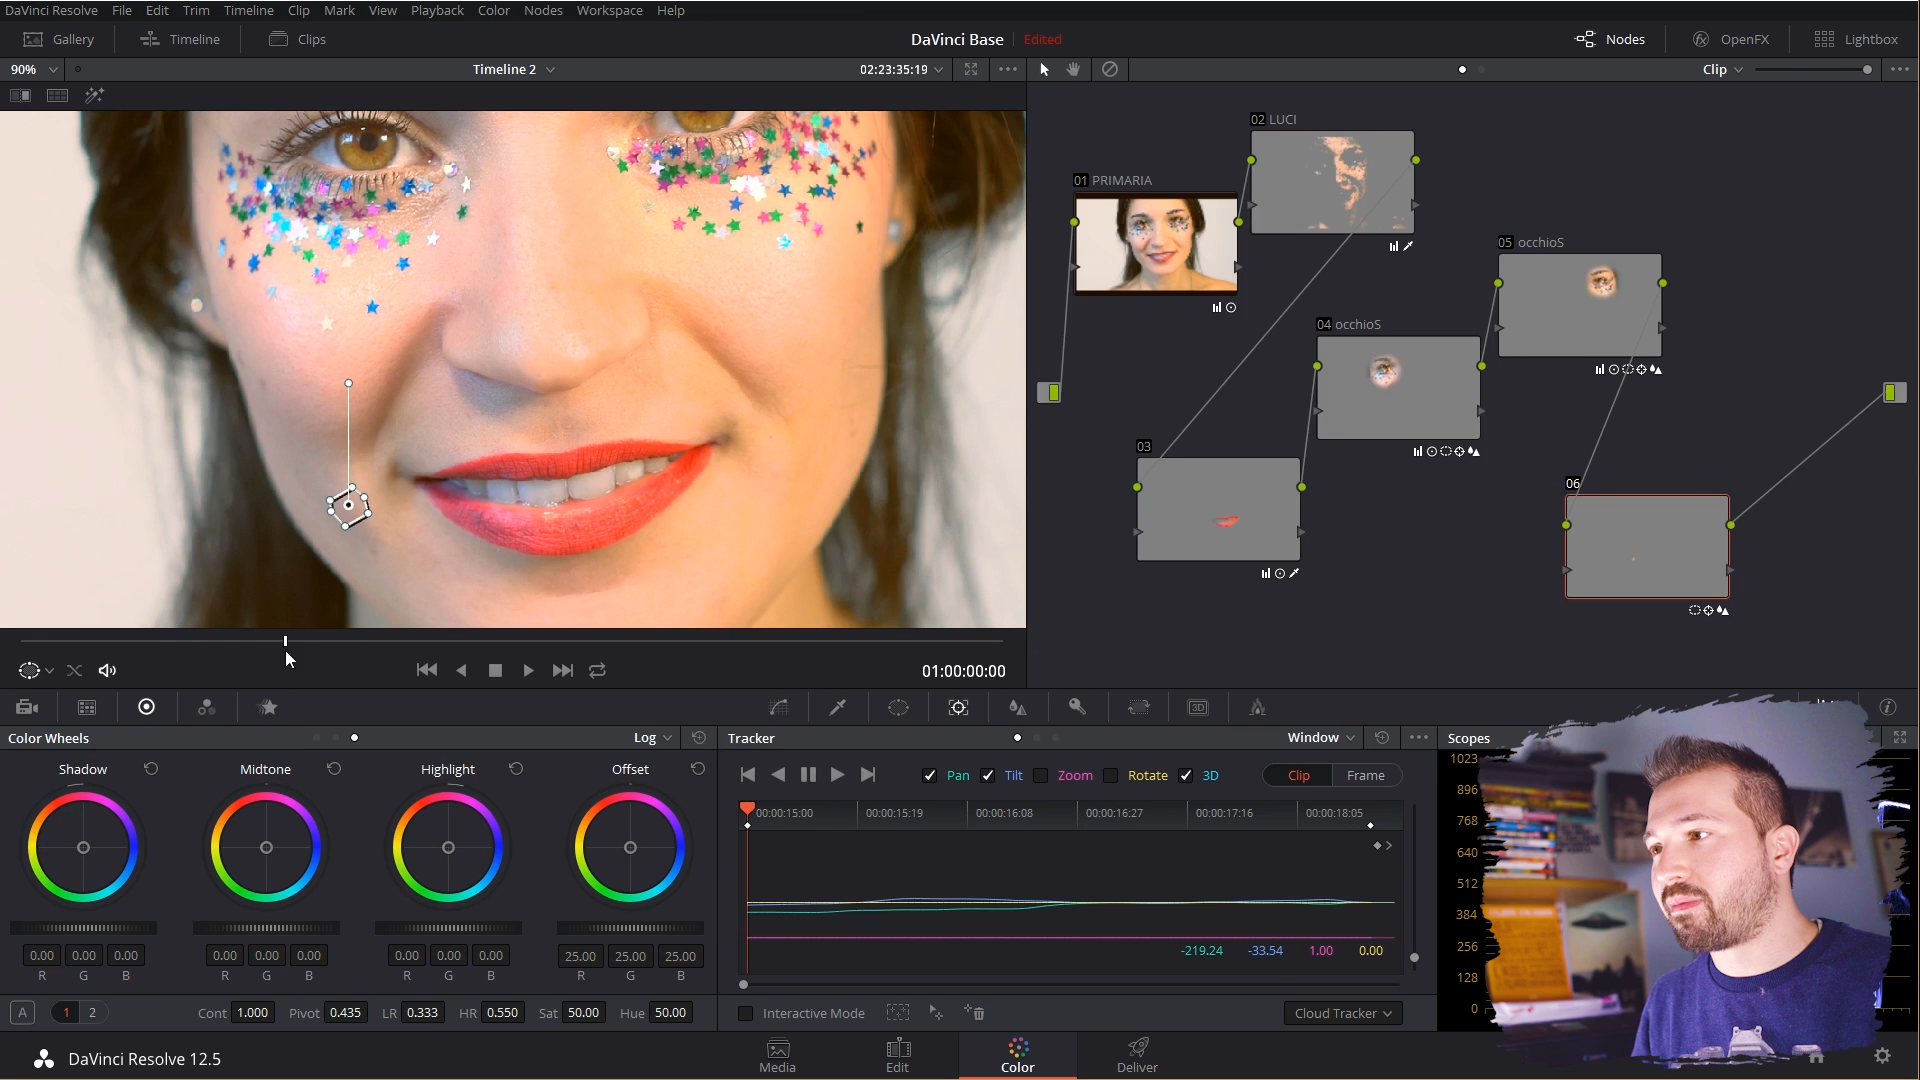 DaVinci Resolve File Edit Trim Timeline Clip Mark View Playback Color Nodes Workspace Help
Gallery Timeline Clips DaVinci Base Edited Nodes OpenFX Lightbox
90% Timeline 2 02:23:35:19 Clip
02 LUCI
01 PRIMARIA
05 occhioS
04 occhioS
03
06
01:00:00:00
3D
Color Wheels Log Tracker Window Scopes
Shadow Midtone Highlight Offset
Pan Tilt Zoom Rotate 3D Clip Frame
00:00:15:00 00:00:15:19 00:00:16:08 00:00:16:27 00:00:17:16 00:00:18:05
-219.24 -33.54 1.00 0.00
0.00 0.00 0.00 0.00 0.00 0.00 0.00 0.00 0.00 25.00 25.00 25.00
R G B R G B R G B R G B
1023
896
768
640
512
384
256
128
0
A 1 2 Cont 1.000 Pivot 0.435 LR 0.333 HR 0.550 Sat 50.00 Hue 50.00
Interactive Mode Cloud Tracker
DaVinci Resolve 12.5 Media Edit Color Deliver